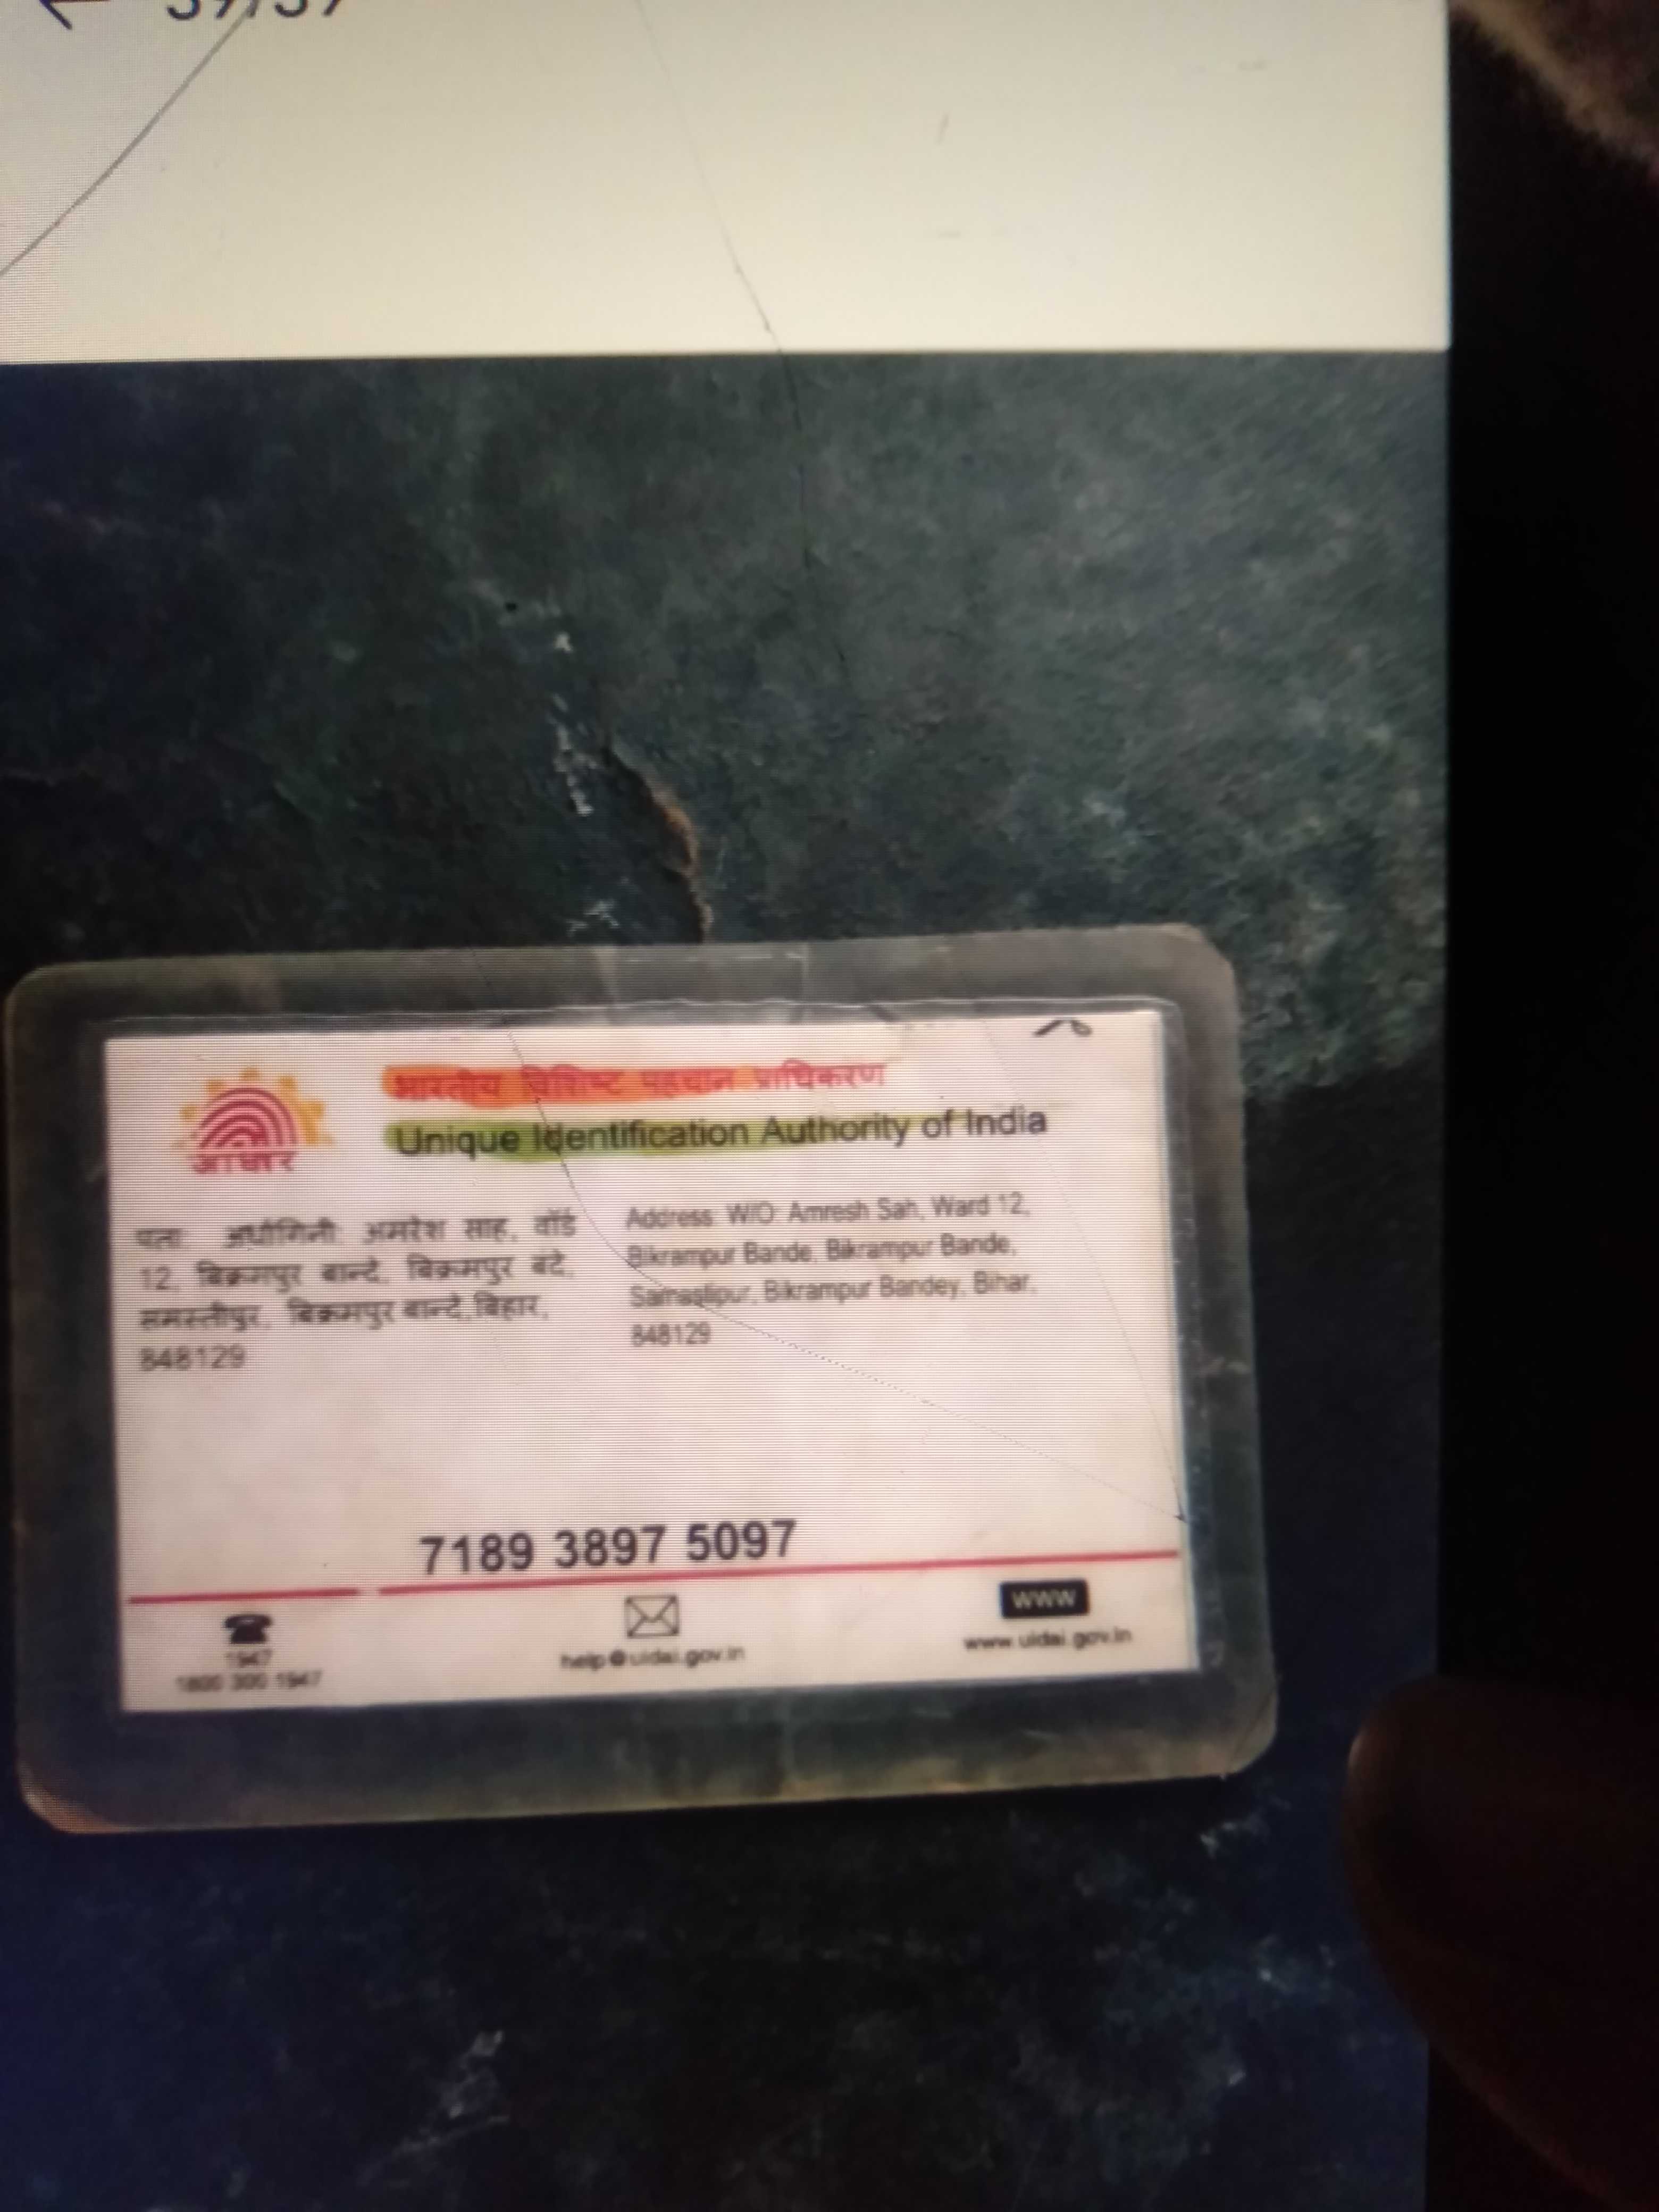 आधार
भारतीय विशिष्ट पहचान प्राधिकरण
Unique Identification Authority of India
पता: अर्धांगिनी: अमरेश साह, वॉर्ड
12, बिक्रमपुर बान्दे, बिक्रमपुर बंदे,
समस्तीपुर, बिक्रमपुर बान्दे,बिहार,
848129
Address: W/O: Amresh Sah, Ward 12,
Bikrampur Bande, Bikrampur Bande,
Samastipur, Bikrampur Bandey, Bihar,
848129
7189 3897 5097
1947
1800 300 1947
help@uidai.gov.in
WWW
www.uidai.gov.in